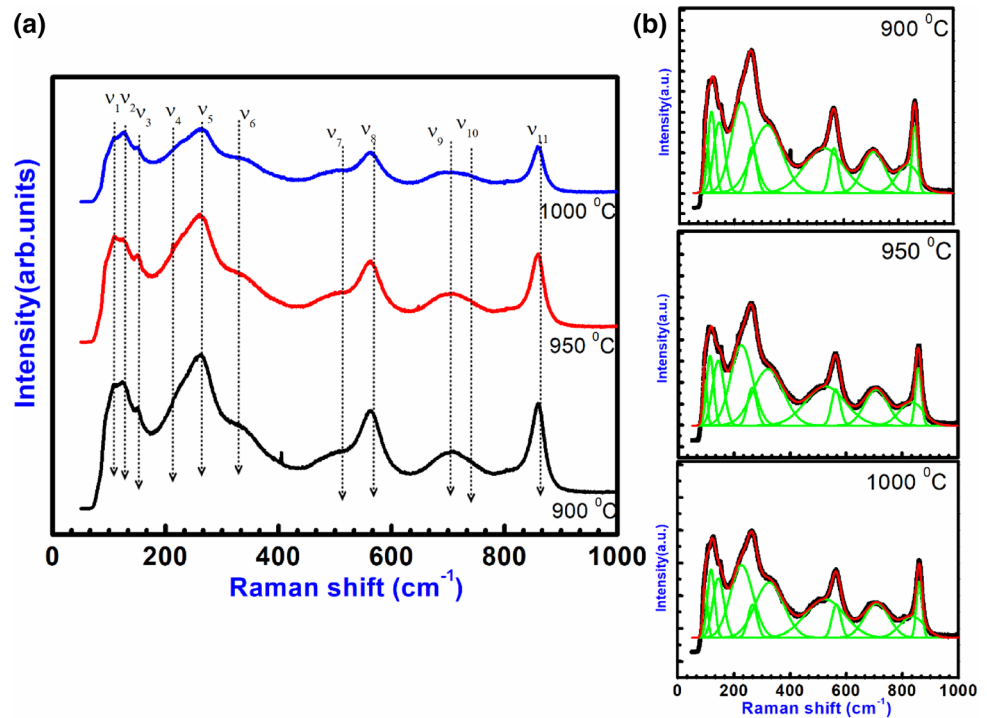 (a)
ν1 ν2 ν3 ν4 ν5 ν6 ν7 ν8 ν9 ν10 ν11
1000 ⁰C
950 ⁰C
900 ⁰C
Intensity(arb.units)
0 200 400 600 800 1000
Raman shift (cm⁻¹)
(b)
900 ⁰C
Intensity(a.u.)
950 ⁰C
Intensity(a.u.)
1000 ⁰C
Intensity(a.u.)
0 200 400 600 800 1000
Raman shift (cm⁻¹)